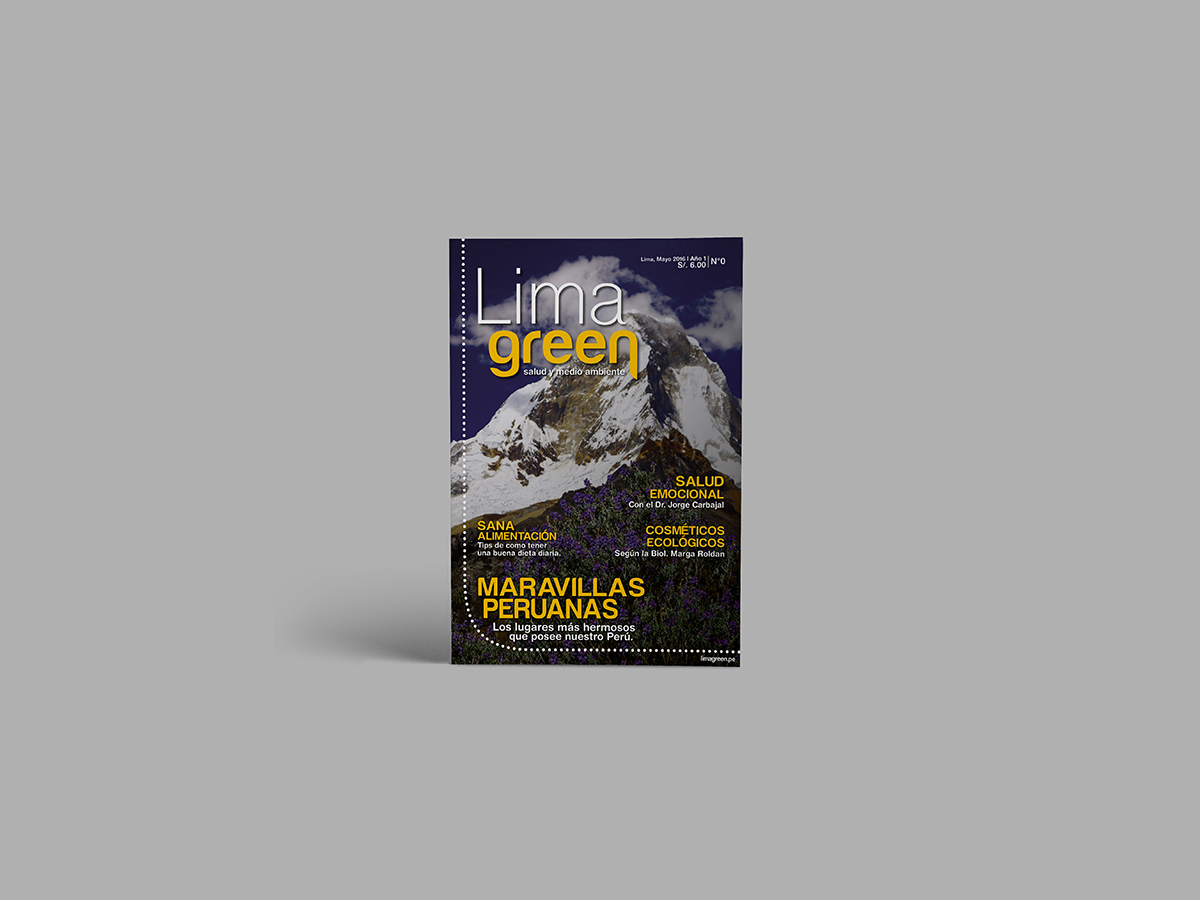 Lima, Mayo 2016 | Año 1
S/. 6.00
N°0
Lima
green
salud y medio ambiente
SALUD
EMOCIONAL
Con el Dr. Jorge Carbajal
SANA
ALIMENTACIÓN
Tips de como tener
una buena dieta diaria.
COSMÉTICOS
ECOLÓGICOS
Según la Biol. Marga Roldan
MARAVILLAS
PERUANAS
Los lugares más hermosos
que posee nuestro Perú.
limagreen.pe